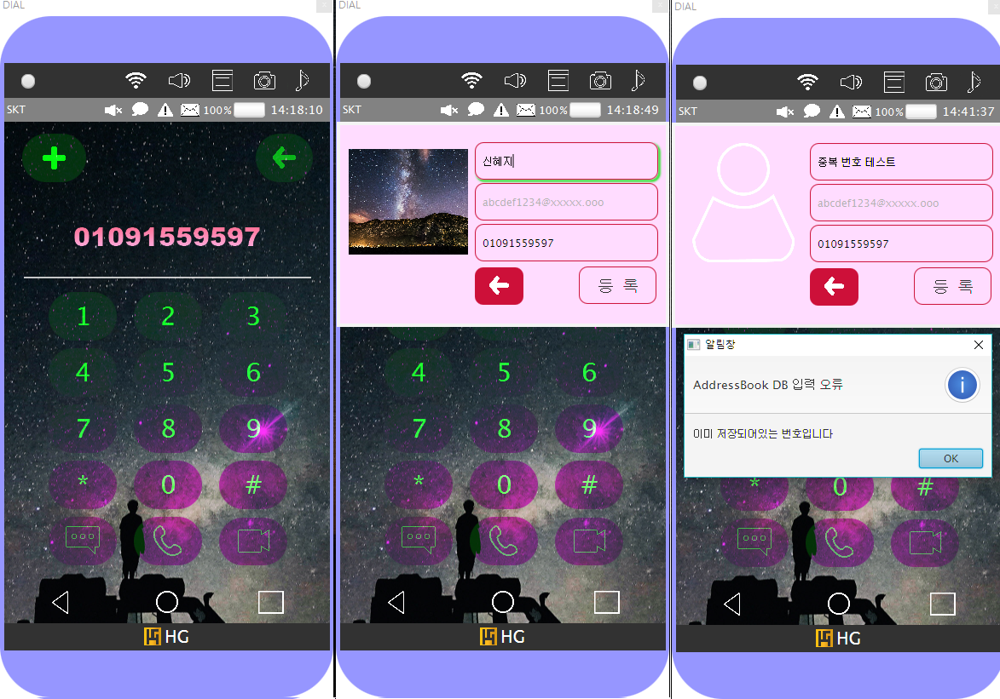 DIAL
SKT 100% 14:18:10
01091559597
1 2 3
4 5 6
7 8 9
* 0 #
HG
DIAL
SKT 100% 14:18:49
신혜지
abcdef1234@xxxxx.ooo
01091559597
등 록
4 5 6
7 8 9
* 0 #
HG
DIAL
SKT 100% 14:41:37
중복 번호 테스트
abcdef1234@xxxxx.ooo
01091559597
등 록
알림창
AddressBook DB 입력 오류
이미 저장되어있는 번호입니다
OK
* 0 #
HG